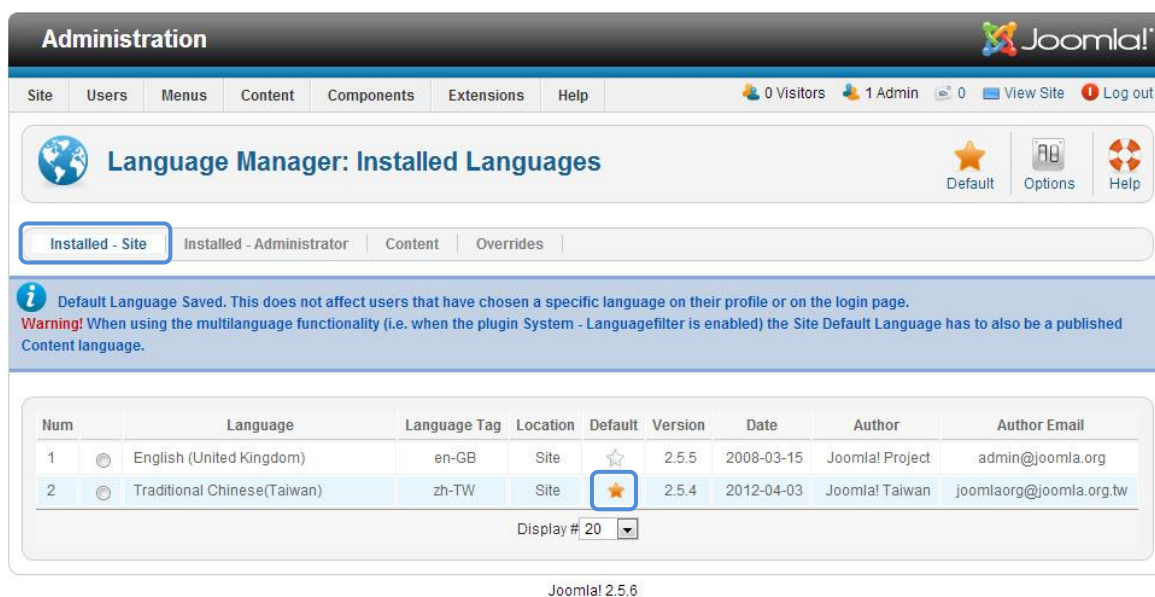 Administration
Joomla!
Site Users Menus Content Components Extensions Help 0 Visitors 1 Admin 0 View Site Log out
Language Manager: Installed Languages
Default Options Help
Installed - Site Installed - Administrator Content Overrides
Default Language Saved. This does not affect users that have chosen a specific language on their profile or on the login page.
Warning! When using the multilanguage functionality (i.e. when the plugin System - Languagefilter is enabled) the Site Default Language has to also be a published
Content language.
Num Language Language Tag Location Default Version Date Author Author Email
1 English (United Kingdom) en-GB Site 2.5.5 2008-03-15 Joomla! Project admin@joomla.org
2 Traditional Chinese(Taiwan) zh-TW Site 2.5.4 2012-04-03 Joomla! Taiwan joomlaorg@joomla.org.tw
Display # 20
Joomla! 2.5.6